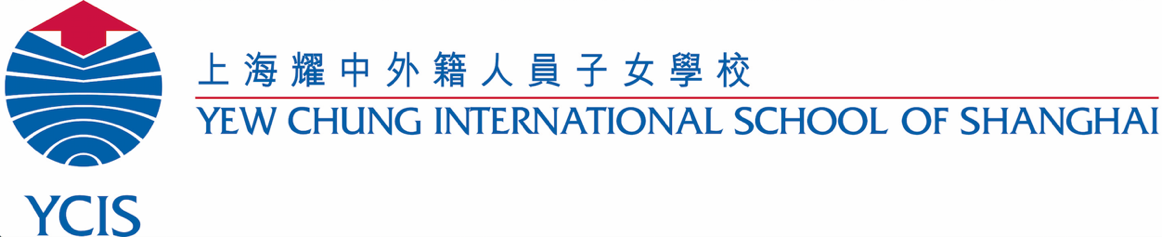 上海耀中外籍人員子女學校
YEW CHUNG INTERNATIONAL SCHOOL OF SHANGHAI
YCIS